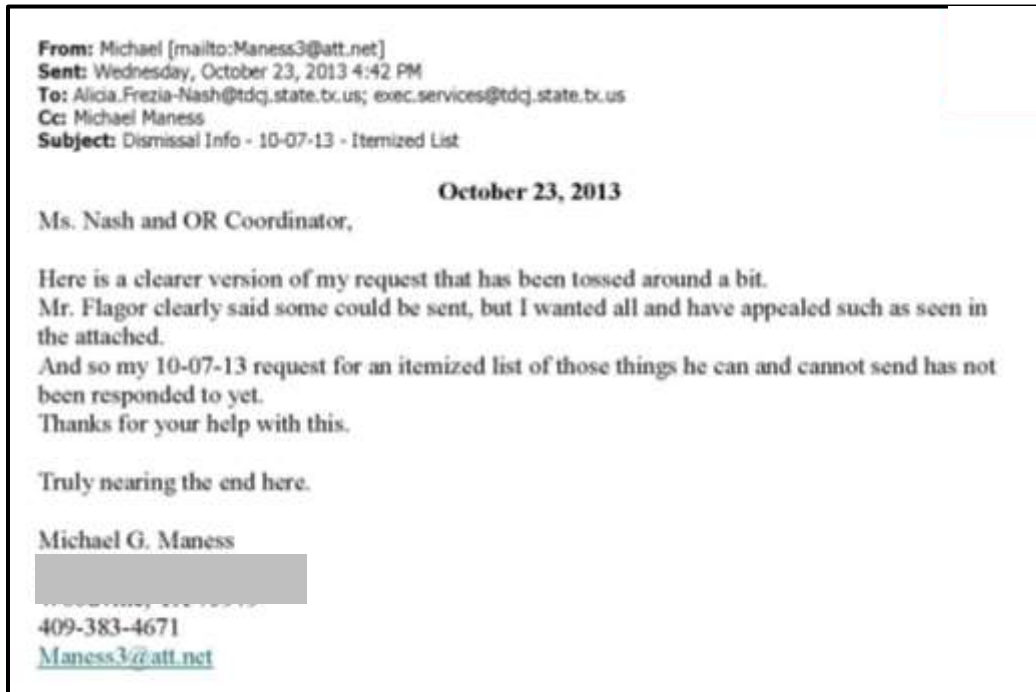 From: Michael [mailto:Maness3@att.net]
Sent: Wednesday, October 23, 2013 4:42 PM
To: Alicia.Frezia-Nash@tdcj.state.tx.us; exec.services@tdcj.state.tx.us
Cc: Michael Maness
Subject: Dismissal Info - 10-07-13 - Itemized List
October 23, 2013
Ms. Nash and OR Coordinator,
Here is a clearer version of my request that has been tossed around a bit.
Mr. Flagor clearly said some could be sent, but I wanted all and have appealed such as seen in
the attached.
And so my 10-07-13 request for an itemized list of those things he can and cannot send has not
been responded to yet.
Thanks for your help with this.
Truly nearing the end here.
Michael G. Maness
409-383-4671
Maness3@att.net